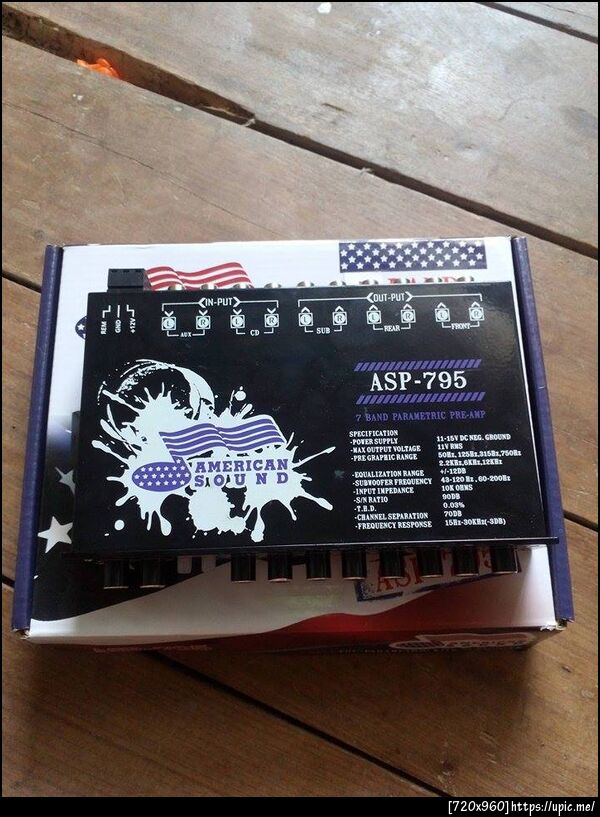 IN-PUT
OUT-PUT
REM
GND
+12V
L R L R L R L R L R
AUX
CD
SUB
REAR
FRONT
ASP-795
7 BAND PARAMETRIC PRE-AMP
SPECIFICATION
-POWER SUPPLY 11-15V DC NEG. GROUND
-MAX OUTPUT VOLTAGE 11V RMS
-PRE GRAPHIC RANGE 50Hz, 125Hz,315Hz,750Hz
2.2KHz,6KHz,12KHz
-EQUALIZATION RANGE +/-12DB
-SUBWOOFER FREQUENCY 43-120 HZ , 60-200Hz
-INPUT IMPEDANCE 10K OHMS
-S/N RATIO 90DB
-T.H.D. 0.03%
-CHANNEL SEPARATION 70DB
-FREQUENCY RESPONSE 15Hz-30KHz(-3DB)
AMERICAN
SOUND
[720x960]https://upic.me/